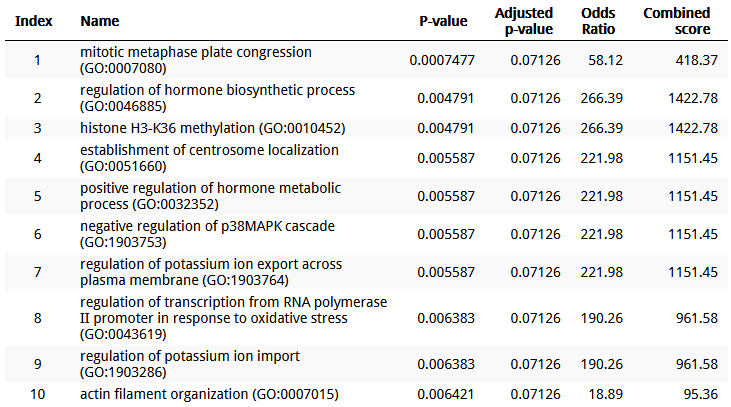 Index Name P-value Adjusted p-value Odds Ratio Combined score
1 mitotic metaphase plate congression (GO:0007080) 0.0007477 0.07126 58.12 418.37
2 regulation of hormone biosynthetic process (GO:0046885) 0.004791 0.07126 266.39 1422.78
3 histone H3-K36 methylation (GO:0010452) 0.004791 0.07126 266.39 1422.78
4 establishment of centrosome localization (GO:0051660) 0.005587 0.07126 221.98 1151.45
5 positive regulation of hormone metabolic process (GO:0032352) 0.005587 0.07126 221.98 1151.45
6 negative regulation of p38MAPK cascade (GO:1903753) 0.005587 0.07126 221.98 1151.45
7 regulation of potassium ion export across plasma membrane (GO:1903764) 0.005587 0.07126 221.98 1151.45
8 regulation of transcription from RNA polymerase II promoter in response to oxidative stress (GO:0043619) 0.006383 0.07126 190.26 961.58
9 regulation of potassium ion import (GO:1903286) 0.006383 0.07126 190.26 961.58
10 actin filament organization (GO:0007015) 0.006421 0.07126 18.89 95.36